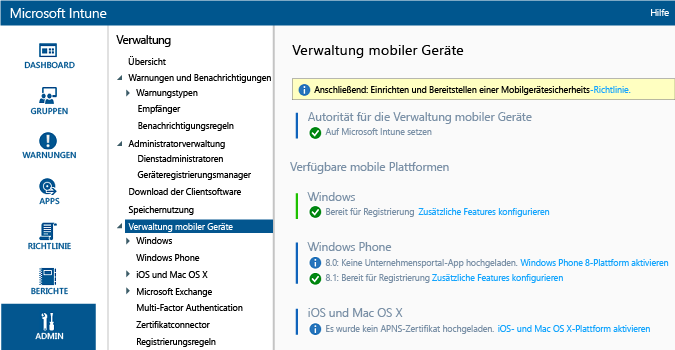 Microsoft Intune
Hilfe
DASHBOARD
GRUPPEN
WARNUNGEN
APPS
RICHTLINIE
BERICHTE
ADMIN
Verwaltung
Übersicht
Warnungen und Benachrichtigungen
Warnungstypen
Empfänger
Benachrichtigungsregeln
Administratorverwaltung
Dienstadministratoren
Geräteregistrierungsmanager
Download der Clientsoftware
Speichernutzung
Verwaltung mobiler Geräte
Windows
Windows Phone
iOS und Mac OS X
Microsoft Exchange
Multi-Factor Authentication
Zertifikatconnector
Registrierungsregeln
Verwaltung mobiler Geräte
Anschließend: Einrichten und Bereitstellen einer Mobilgerätesicherheits-Richtlinie.
Autorität für die Verwaltung mobiler Geräte
Auf Microsoft Intune setzen
Verfügbare mobile Plattformen
Windows
Bereit für Registrierung Zusätzliche Features konfigurieren
Windows Phone
8.0: Keine Unternehmensportal-App hochgeladen. Windows Phone 8-Plattform aktivieren
8.1: Bereit für Registrierung Zusätzliche Features konfigurieren
iOS und Mac OS X
Es wurde kein APNS-Zertifikat hochgeladen. iOS- und Mac OS X-Plattform aktivieren